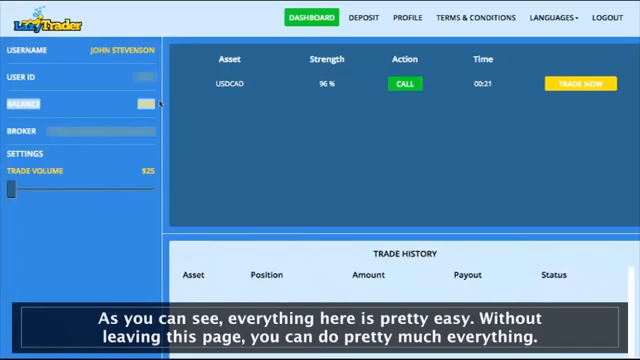 Lazy Trader
DASHBOARD DEPOSIT PROFILE TERMS & CONDITIONS LANGUAGES LOGOUT
USERNAME JOHN STEVENSON
USER ID
BALANCE
BROKER
SETTINGS
TRADE VOLUME $25
Asset Strength Action Time
USDCAD 96 % CALL 00:21 TRADE NOW
TRADE HISTORY
Asset Position Amount Payout Status
As you can see, everything here is pretty easy. Without
leaving this page, you can do pretty much everything.